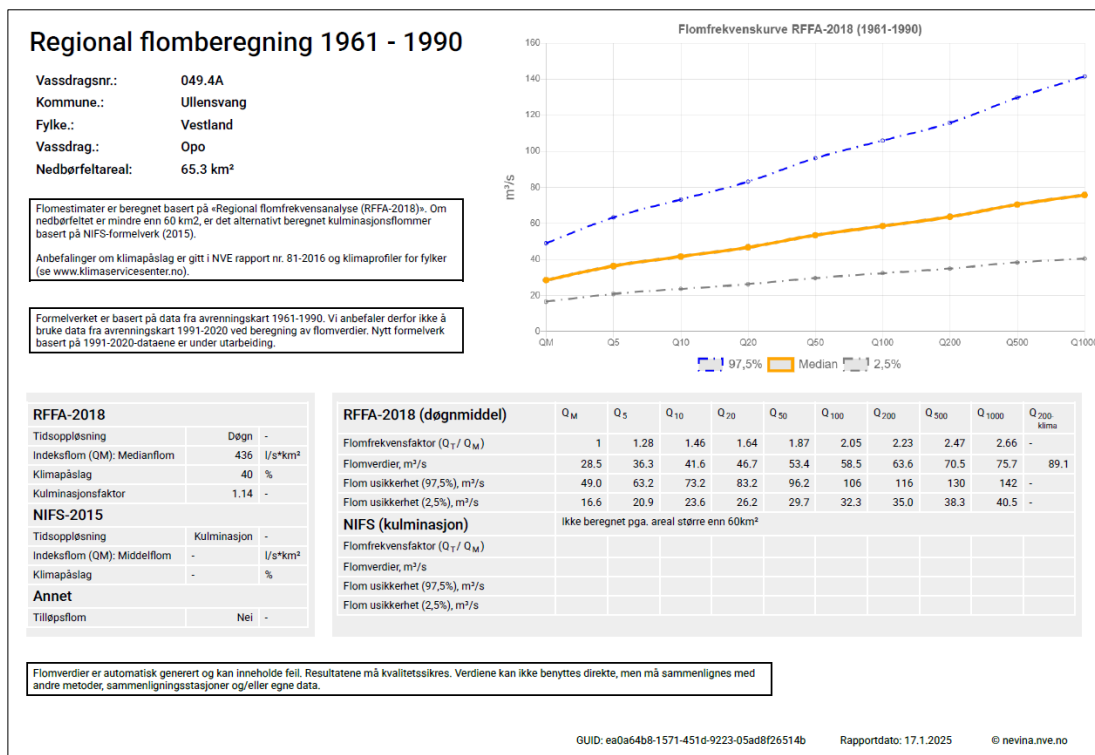 Regional flomberegning 1961 - 1990
Vassdragsnr.: 049.4A
Kommune.: Ullensvang
Fylke.: Vestland
Vassdrag.: Opo
Nedbørfeltareal: 65.3 km²
Flomestimater er beregnet basert på «Regional flomfrekvensanalyse (RFFA-2018)». Om
nedbørfeltet er mindre enn 60 km2, er det alternativt beregnet kulminasjonsflommer
basert på NIFS-formelverk (2015).
Anbefalinger om klimapåslag er gitt i NVE rapport nr. 81-2016 og klimaprofiler for fylker
(se www.klimaservicesenter.no).
Formelverket er basert på data fra avrenningskart 1961-1990. Vi anbefaler derfor ikke å
bruke data fra avrenningskart 1991-2020 ved beregning av flomverdier. Nytt formelverk
basert på 1991-2020-dataene er under utarbeiding.
Flomfrekvenskurve RFFA-2018 (1961-1990)
m³/s
160
140
120
100
80
60
40
20
0
QM Q5 Q10 Q20 Q50 Q100 Q200 Q500 Q1000
97,5% Median 2,5%
RFFA-2018
Tidsoppløsning Døgn -
Indeksflom (QM): Medianflom 436 l/s*km²
Klimapåslag 40 %
Kulminasjonsfaktor 1.14 -
NIFS-2015
Tidsoppløsning Kulminasjon -
Indeksflom (QM): Middelflom - l/s*km²
Klimapåslag - %
Annet
Tilløpsflom Nei -
RFFA-2018 (døgnmiddel) QM Q5 Q10 Q20 Q50 Q100 Q200 Q500 Q1000 Q200-klima
Flomfrekvensfaktor (QT/ QM) 1 1.28 1.46 1.64 1.87 2.05 2.23 2.47 2.66 -
Flomverdier, m³/s 28.5 36.3 41.6 46.7 53.4 58.5 63.6 70.5 75.7 89.1
Flom usikkerhet (97,5%), m³/s 49.0 63.2 73.2 83.2 96.2 106 116 130 142 -
Flom usikkerhet (2,5%), m³/s 16.6 20.9 23.6 26.2 29.7 32.3 35.0 38.3 40.5 -
NIFS (kulminasjon) Ikke beregnet pga. areal større enn 60km²
Flomfrekvensfaktor (QT/ QM)
Flomverdier, m³/s
Flom usikkerhet (97,5%), m³/s
Flom usikkerhet (2,5%), m³/s
Flomverdier er automatisk generert og kan inneholde feil. Resultatene må kvalitetssikres. Verdiene kan ikke benyttes direkte, men må sammenlignes med
andre metoder, sammenligningsstasjoner og/eller egne data.
GUID: ea0a64b8-1571-451d-9223-05ad8f26514b Rapportdato: 17.1.2025 © nevina.nve.no